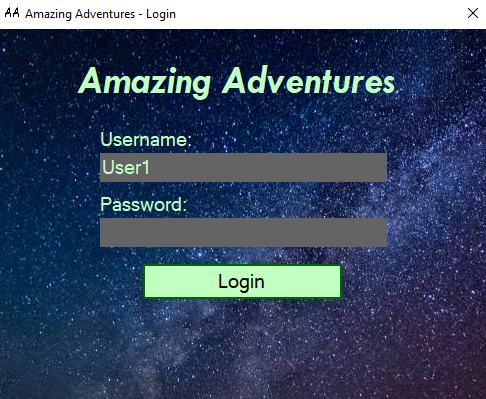 AA Amazing Adventures - Login
Amazing Adventures
Username:
User1
Password:
Login